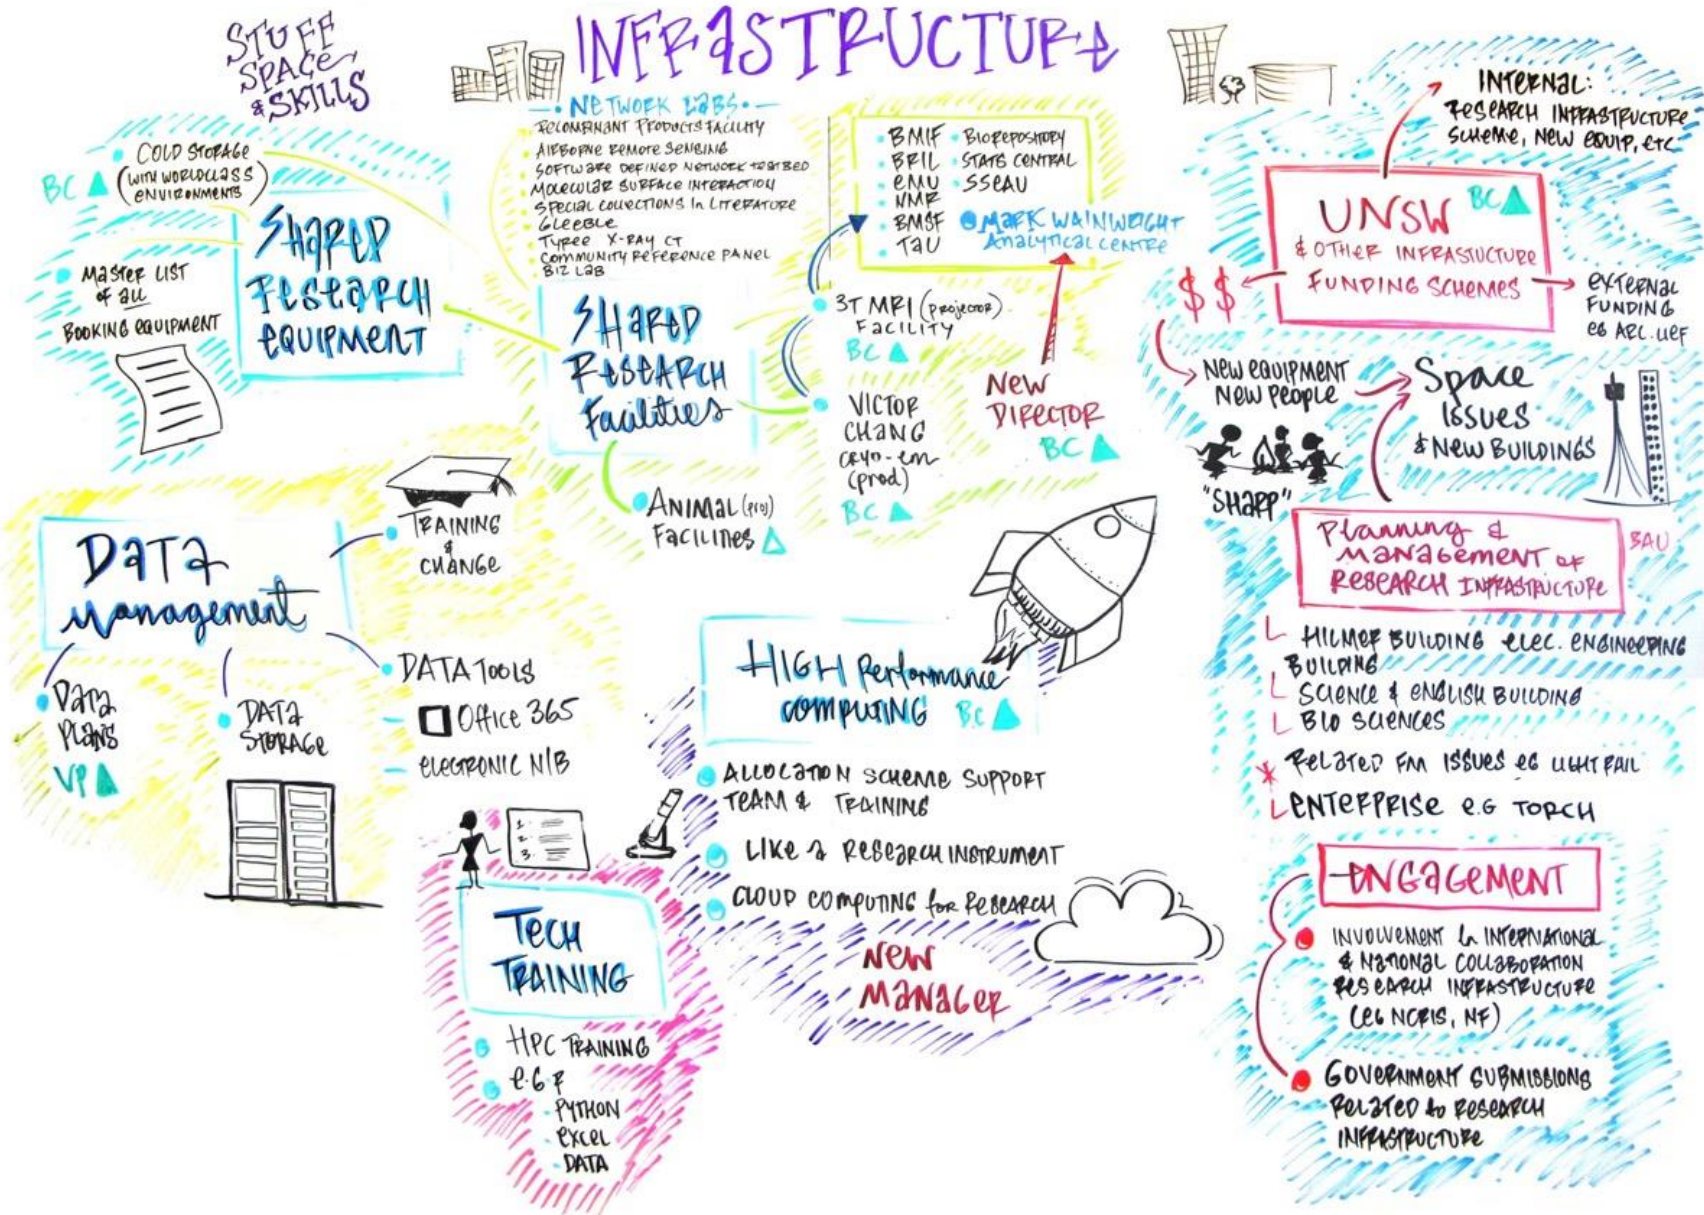 STUFF
SPACE
& SKILLS
INFRASTRUCTURE
COLD STORAGE
(WITH WORLDCLASS
ENVIRONMENTS)
BC
SHARED
RESEARCH
EQUIPMENT
MASTER LIST
OF ALL
BOOKING EQUIPMENT
NETWORK LABS
RECOMBINANT PRODUCTS FACILITY
AIRBORNE REMOTE SENSING
SOFTWARE DEFINED NETWORK TESTBED
MOLECULAR SURFACE INTERACTION
SPECIAL COLLECTIONS IN LITERATURE
GLEEBLE
TYREE X-RAY CT
COMMUNITY REFERENCE PANEL
BIZ LAB
SHARED
RESEARCH
Facilities
BMIF
BRIL
EMU
NMR
BMSF
TAU
BIOREPOSITORY
STATS CENTRAL
SSEAU
MARK WAINWRIGHT
ANALYTICAL CENTRE
3T MRI (PROJECTOR)
FACILITY
BC
VICTOR
CHANG
CRYO-EM
(prod)
BC
NEW
DIRECTOR
BC
ANIMAL (proj)
FACILITIES
INTERNAL:
RESEARCH INFRASTRUCTURE
SCHEME, NEW EQUIP, ETC
UNSW BC
& OTHER INFRASTUCTURE
FUNDING SCHEMES
$ $
EXTERNAL
FUNDING
EG ARC. LIEF
NEW EQUIPMENT
NEW PEOPLE
Space
ISSUES
& NEW BUILDINGS
"SHARP"
Planning &
MANAGEMENT OF
RESEARCH INFRASTRUCTURE
BAU
HILMER BUILDING ELEC. ENGINEERING
BUILDING
SCIENCE & ENGLISH BUILDING
BIO SCIENCES
RELATED FM ISSUES EG LIGHT RAIL
ENTERPRISE E.G TORCH
ENGAGEMENT
INVOLVEMENT in INTERNATIONAL
& NATIONAL COLLABORATION
RESEARCH INFRASTRUCTURE
(EG NCRIS, NF)
GOVERNMENT SUBMISSIONS
RELATED to RESEARCH
INFRASTRUCTURE
DATA
Management
TRAINING
&
CHANGE
DATA
PLANS
VP
DATA
STORAGE
DATA TOOLS
Office 365
ELECTRONIC N/B
HIGH Performance
COMPUTING BC
ALLOCATION SCHEME SUPPORT
TEAM & TRAINING
LIKE A RESEARCH INSTRUMENT
CLOUD COMPUTING for RESEARCH
NEW
MANAGER
1.
2.
3.
TECH
TRAINING
HPC TRAINING
E.G R
PYTHON
EXCEL
DATA